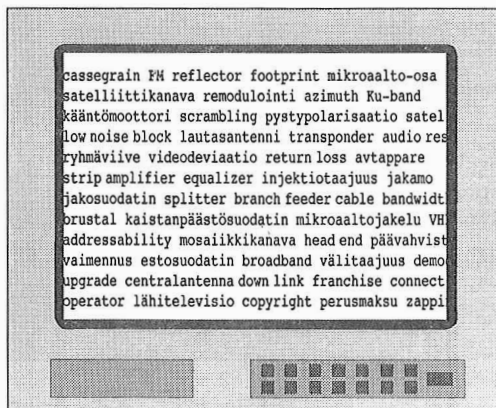 cassegrain FM reflector footprint mikroaalto-osa
satelliittikanava remodulointi azimuth Ku-band
kääntömoottori scrambling pystypolarisaatio satel
low noise block lautasantenni transponder audio res
ryhmäviive videodeviaatio return loss avtappare
strip amplifier equalizer injektiotaajuus jakamo
jakosuodatin splitter branch feeder cable bandwidt
brustal kaistanpäästösuodatin mikroaaltojakelu VH
addressability mosaiikkikanava head end päävahvist
vaimennus estosuodatin broadband välitaajuus demo
upgrade centralantenna down link franchise connect
operator lähitelevisio copyright perusmaksu zappi